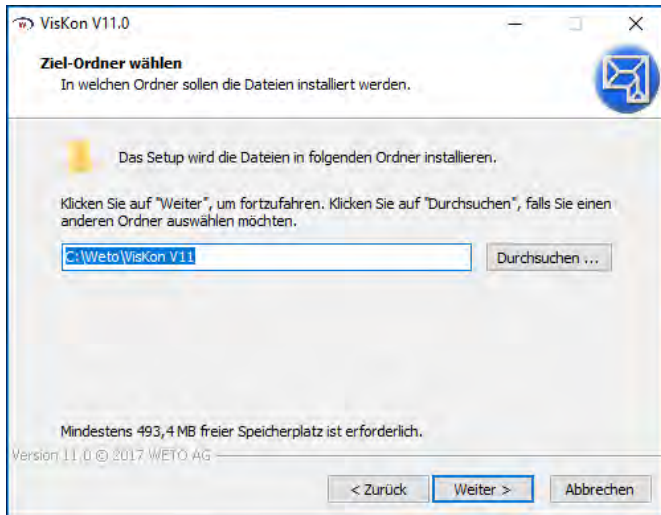 VisKon V11.0
Ziel-Ordner wählen
In welchen Ordner sollen die Dateien installiert werden.
Das Setup wird die Dateien in folgenden Ordner installieren.
Klicken Sie auf "Weiter", um fortzufahren. Klicken Sie auf "Durchsuchen", falls Sie einen
anderen Ordner auswählen möchten.
C:\Weto\VisKon V11
Durchsuchen ...
Mindestens 493,4 MB freier Speicherplatz ist erforderlich.
Version 11.0 © 2017 WETO AG
< Zurück
Weiter >
Abbrechen